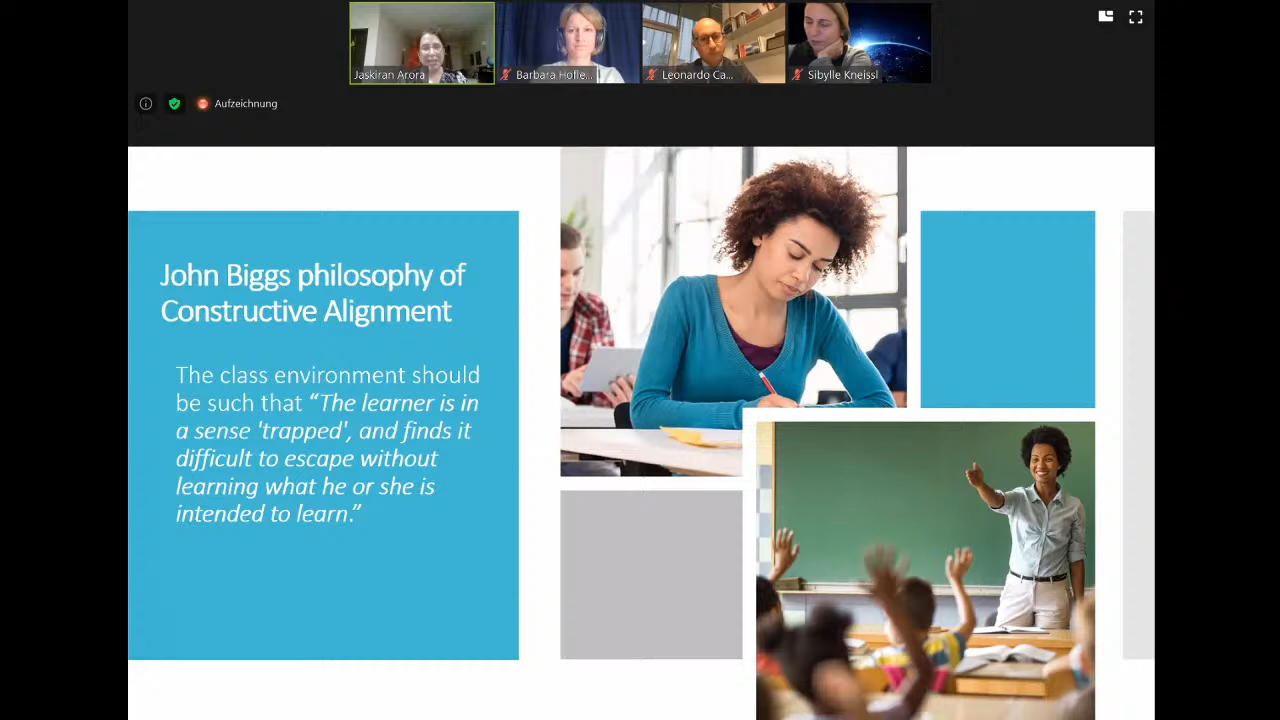 Jaskiran Arora
Barbara Hofle...
Leonardo Ca...
Sibylle Kneissl
Aufzeichnung
John Biggs philosophy of
Constructive Alignment
The class environment should
be such that “The learner is in
a sense 'trapped', and finds it
difficult to escape without
learning what he or she is
intended to learn.”